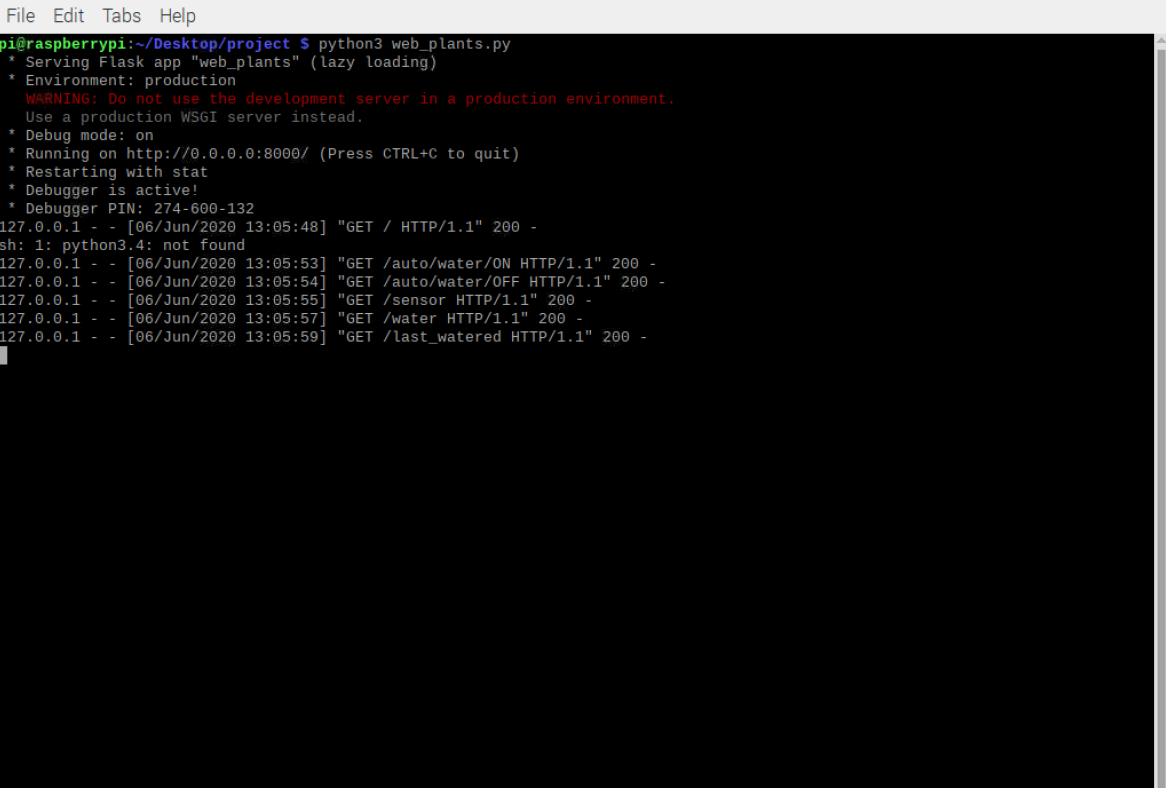 File Edit Tabs Help
pi@raspberrypi:~/Desktop/project $ python3 web_plants.py
 * Serving Flask app "web_plants" (lazy loading)
 * Environment: production
   WARNING: Do not use the development server in a production environment.
   Use a production WSGI server instead.
 * Debug mode: on
 * Running on http://0.0.0.0:8000/ (Press CTRL+C to quit)
 * Restarting with stat
 * Debugger is active!
 * Debugger PIN: 274-600-132
127.0.0.1 - - [06/Jun/2020 13:05:48] "GET / HTTP/1.1" 200 -
sh: 1: python3.4: not found
127.0.0.1 - - [06/Jun/2020 13:05:53] "GET /auto/water/ON HTTP/1.1" 200 -
127.0.0.1 - - [06/Jun/2020 13:05:54] "GET /auto/water/OFF HTTP/1.1" 200 -
127.0.0.1 - - [06/Jun/2020 13:05:55] "GET /sensor HTTP/1.1" 200 -
127.0.0.1 - - [06/Jun/2020 13:05:57] "GET /water HTTP/1.1" 200 -
127.0.0.1 - - [06/Jun/2020 13:05:59] "GET /last_watered HTTP/1.1" 200 -